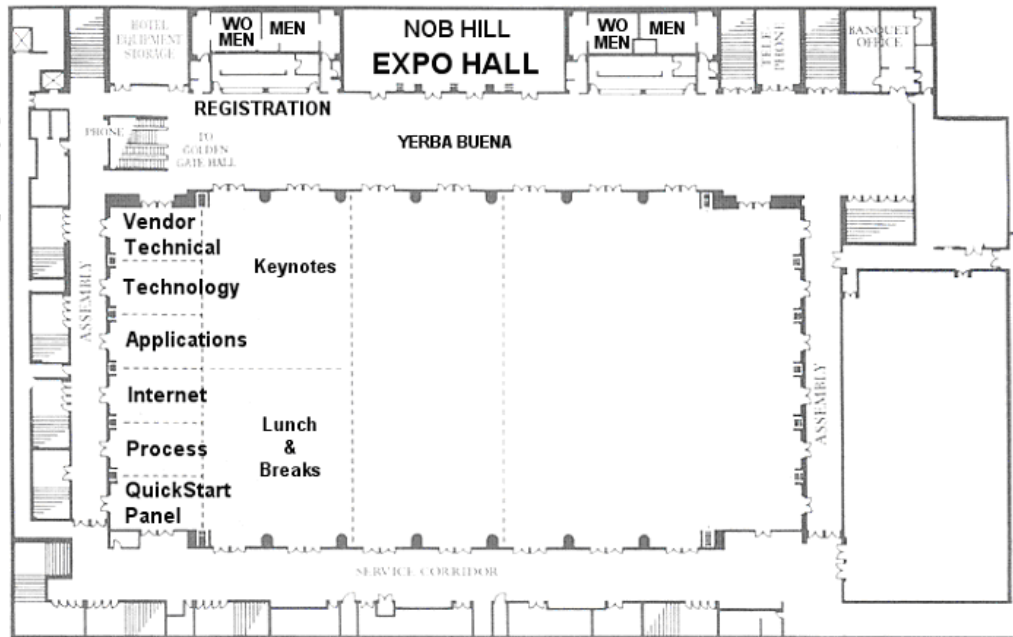 HOTEL
EQUIPMENT
STORAGE
WO
MEN
MEN
NOB HILL
EXPO HALL
WO
MEN
MEN
TELE
PHONE
BANQUET
OFFICE
REGISTRATION
PHONE
TO
GOLDEN
GATE HALL
YERBA BUENA
Vendor
Technical
Keynotes
Technology
ASSEMBLY
Applications
Internet
ASSEMBLY
Lunch
&
Breaks
Process
QuickStart
Panel
SERVICE CORRIDOR